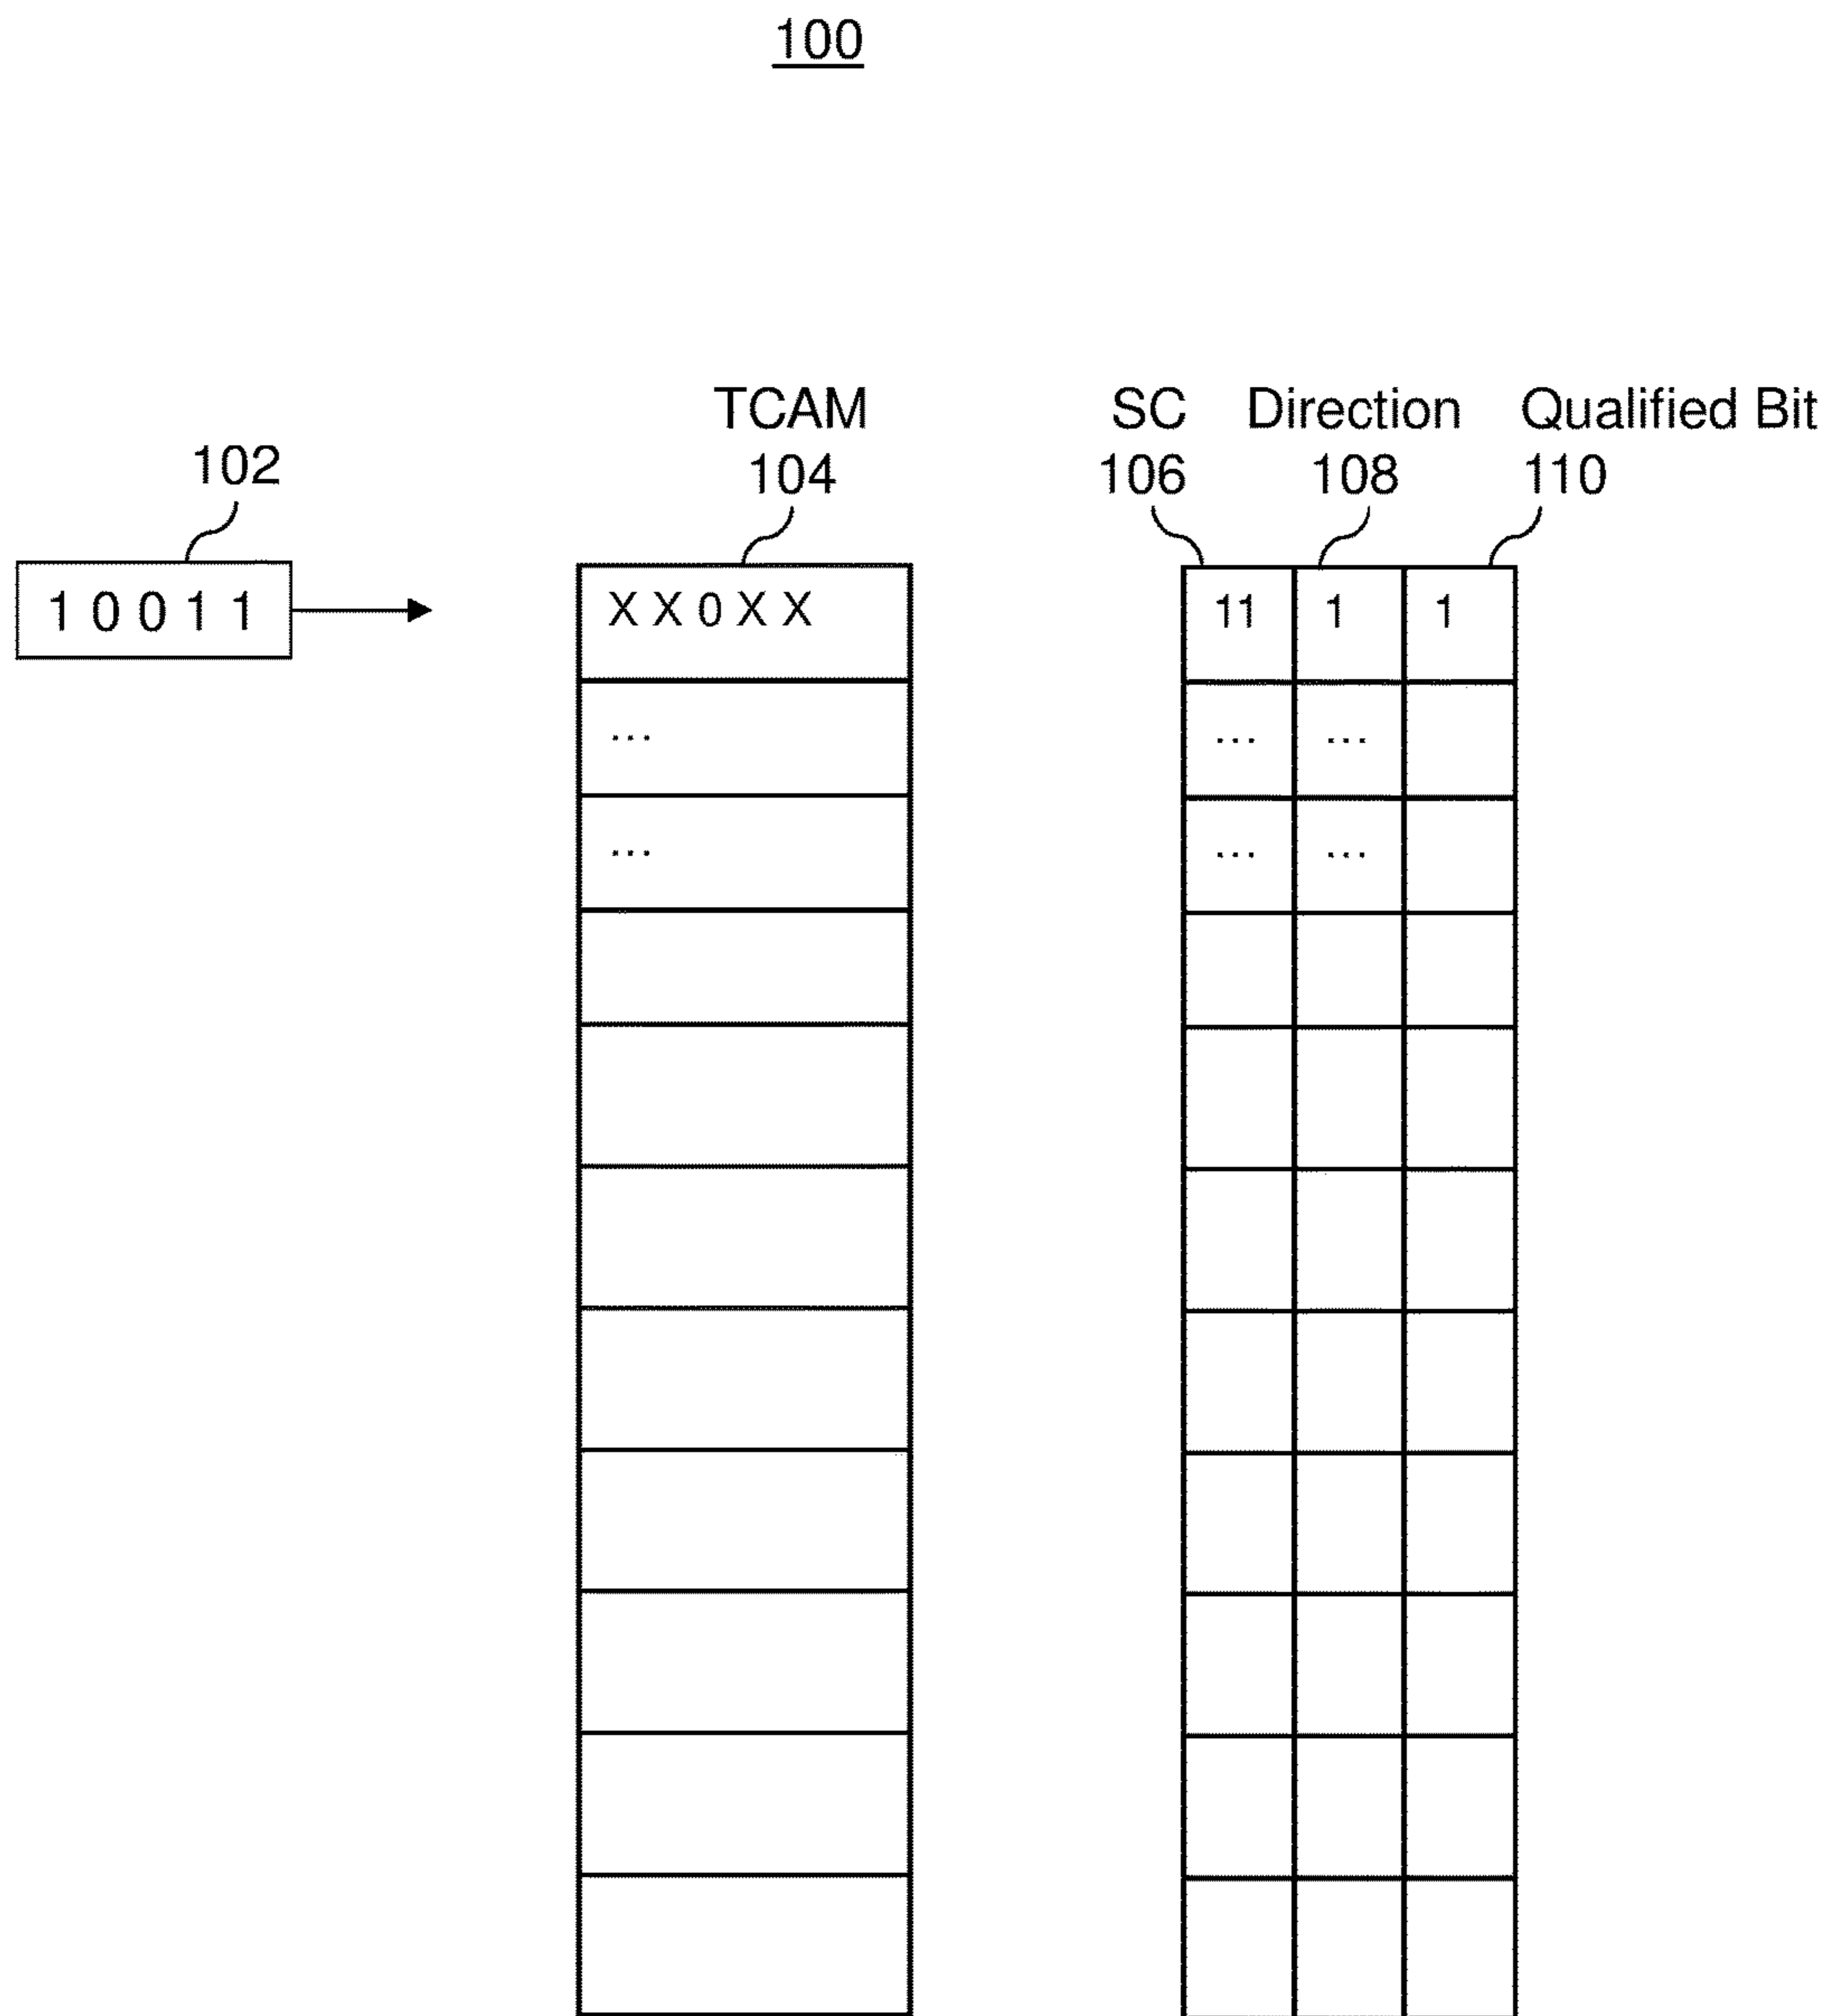 100
TCAM SC Direction Qualified Bit
102 104 106 108 110
1 0 0 1 1 X X 0 X X 11 1 1
... ... ...
... ... ...